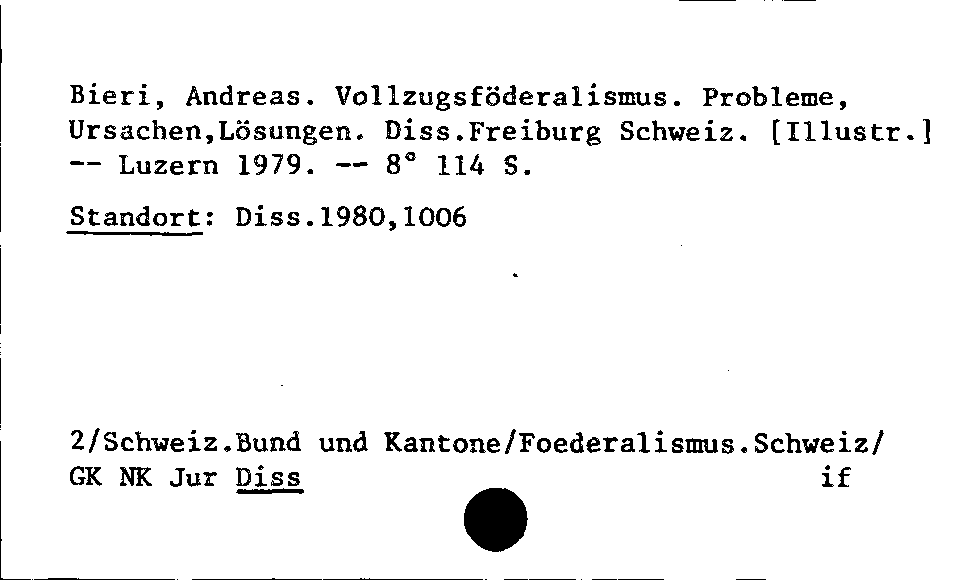 Bieri, Andreas. Vollzugsföderalismus. Probleme,
Ursachen,Lösungen. Diss.Freiburg Schweiz. [Illustr.]
-- Luzern 1979. -- 8° 114 S.
Standort: Diss.1980,1006
2/Schweiz.Bund und Kantone/Foederalismus.Schweiz/
GK NK Jur Diss if